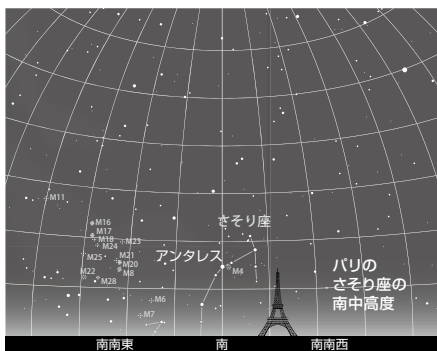 M11
さそり座
M16
M17
M18
M24
M23
アンタレス
M21
M25
M20
M4
M22
M8
M28
パリの
さそり座の
南中高度
M6
M7
南南東
南
南南西